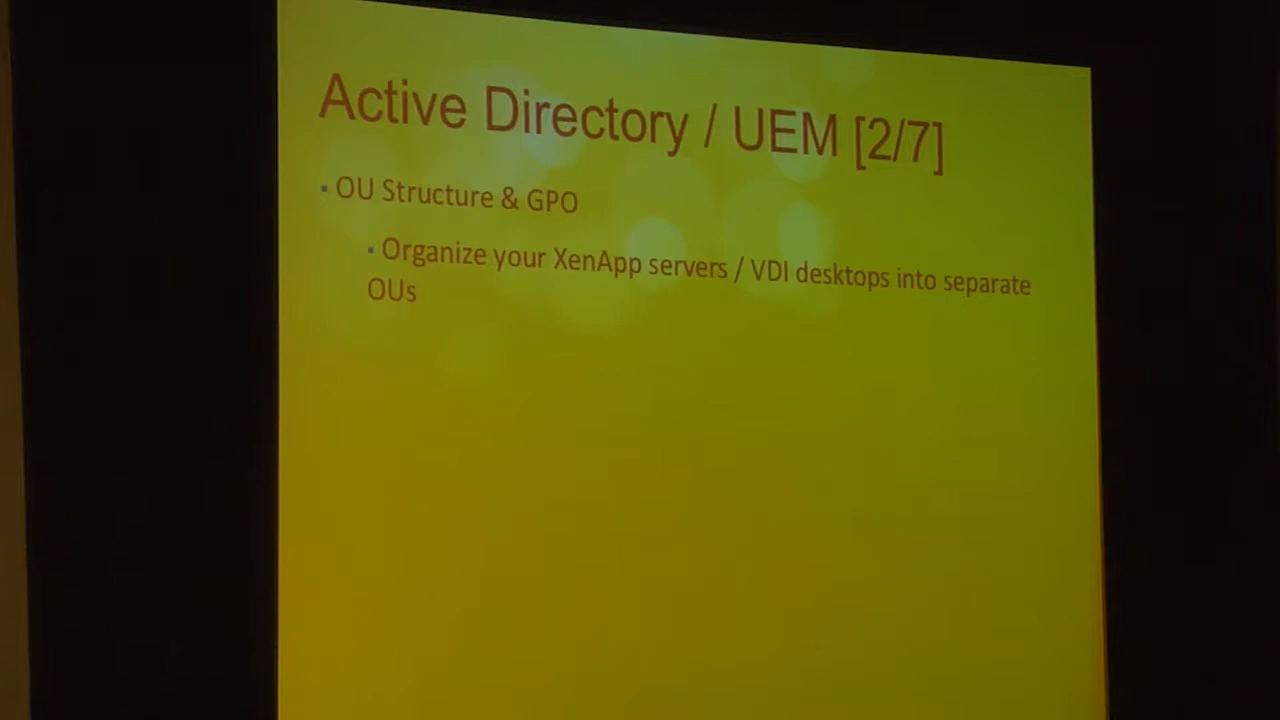 Active Directory / UEM [2/7]
▪ OU Structure & GPO
▪ Organize your XenApp servers / VDI desktops into separate
OUs